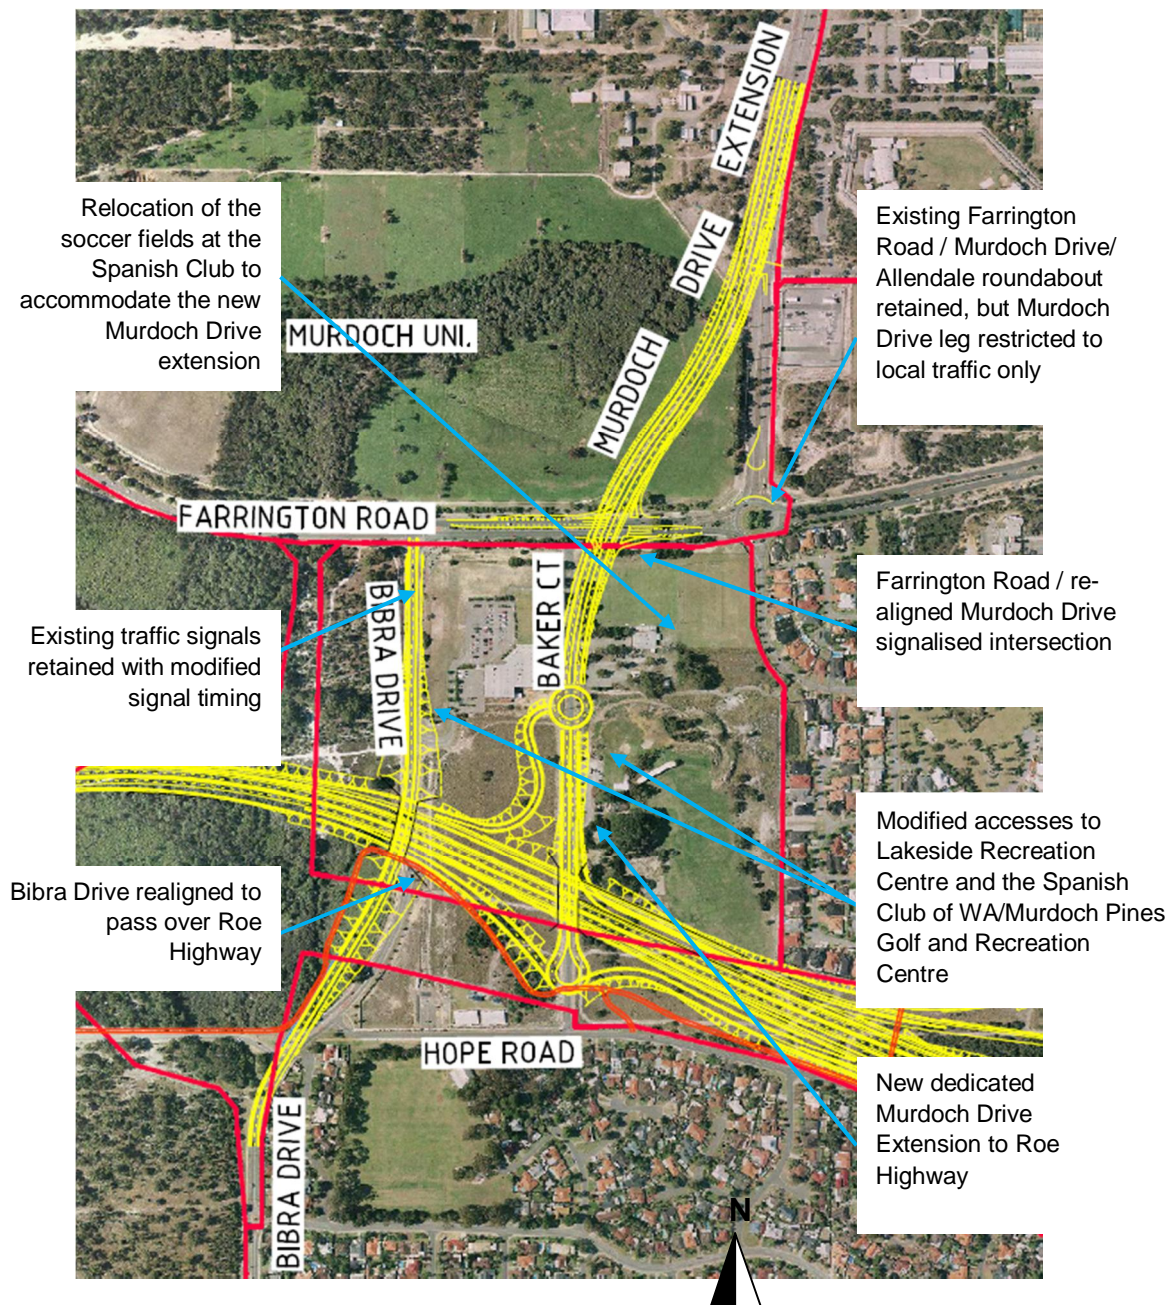 EXTENSION
DRIVE
MURDOCH
Relocation of the
soccer fields at the
Spanish Club to
accommodate the new
Murdoch Drive
extension
Existing Farrington
Road / Murdoch Drive/
Allendale roundabout
retained, but Murdoch
Drive leg restricted to
local traffic only
MURDOCH UNI.
FARRINGTON ROAD
BIBRA DRIVE
BAKER CT
Farrington Road / re-
aligned Murdoch Drive
signalised intersection
Existing traffic signals
retained with modified
signal timing
Modified accesses to
Lakeside Recreation
Centre and the Spanish
Club of WA/Murdoch Pines
Golf and Recreation
Centre
Bibra Drive realigned to
pass over Roe
Highway
HOPE ROAD
New dedicated
Murdoch Drive
Extension to Roe
Highway
BIBRA DRIVE
N